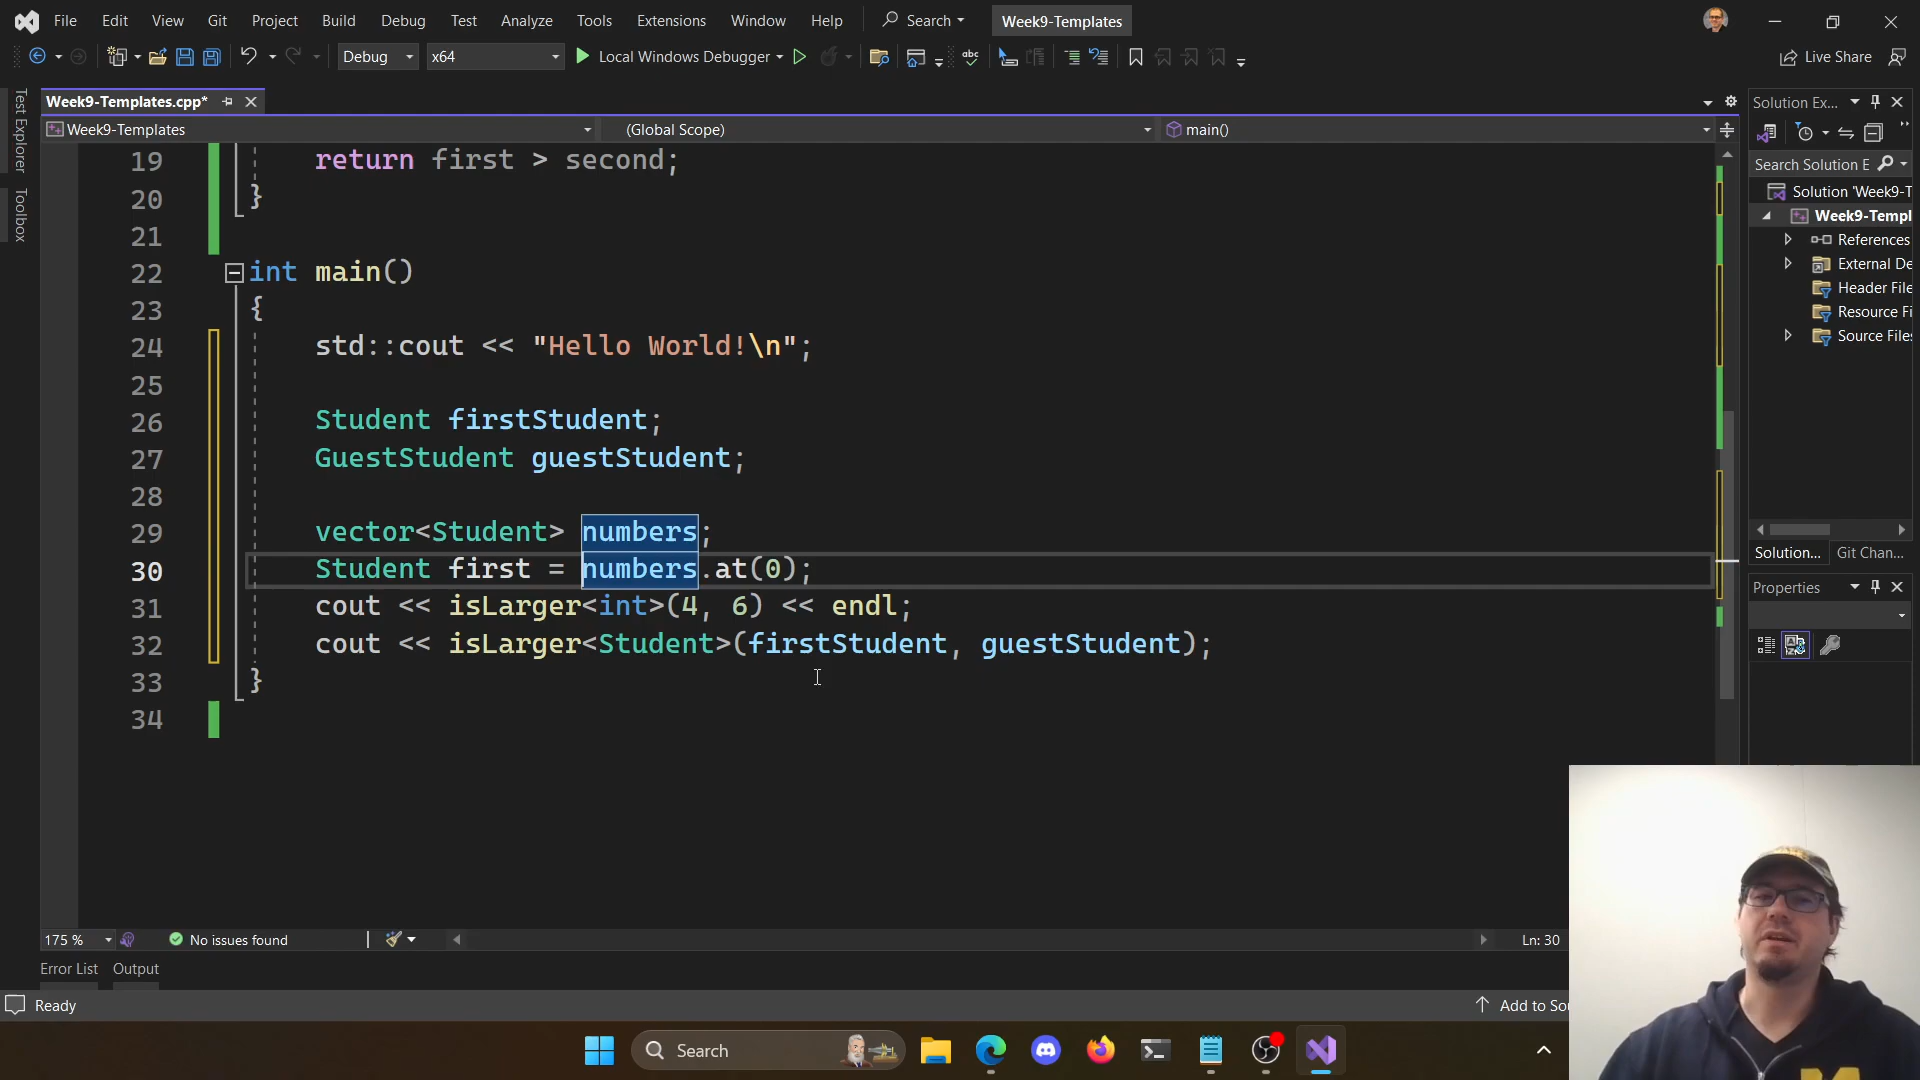 File Edit View Git Project Build Debug Test Analyze Tools Extensions Window Help Search Week9-Templates
Debug x64 Local Windows Debugger Live Share
Test Explorer
Toolbox
Week9-Templates.cpp*
Week9-Templates (Global Scope) main()
19 return first > second;
20 }
21
22 int main()
23 {
24 std::cout << "Hello World!\n";
25
26 Student firstStudent;
27 GuestStudent guestStudent;
28
29 vector<Student> numbers;
30 Student first = numbers.at(0);
31 cout << isLarger<int>(4, 6) << endl;
32 cout << isLarger<Student>(firstStudent, guestStudent);
33 }
34
175 % No issues found Ln: 30
Error List Output
Ready Add to Sou
Solution Ex...
Search Solution E
Solution 'Week9-T
Week9-Templ
References
External De
Header File
Resource Fi
Source Files
Solution... Git Chan...
Properties
Search